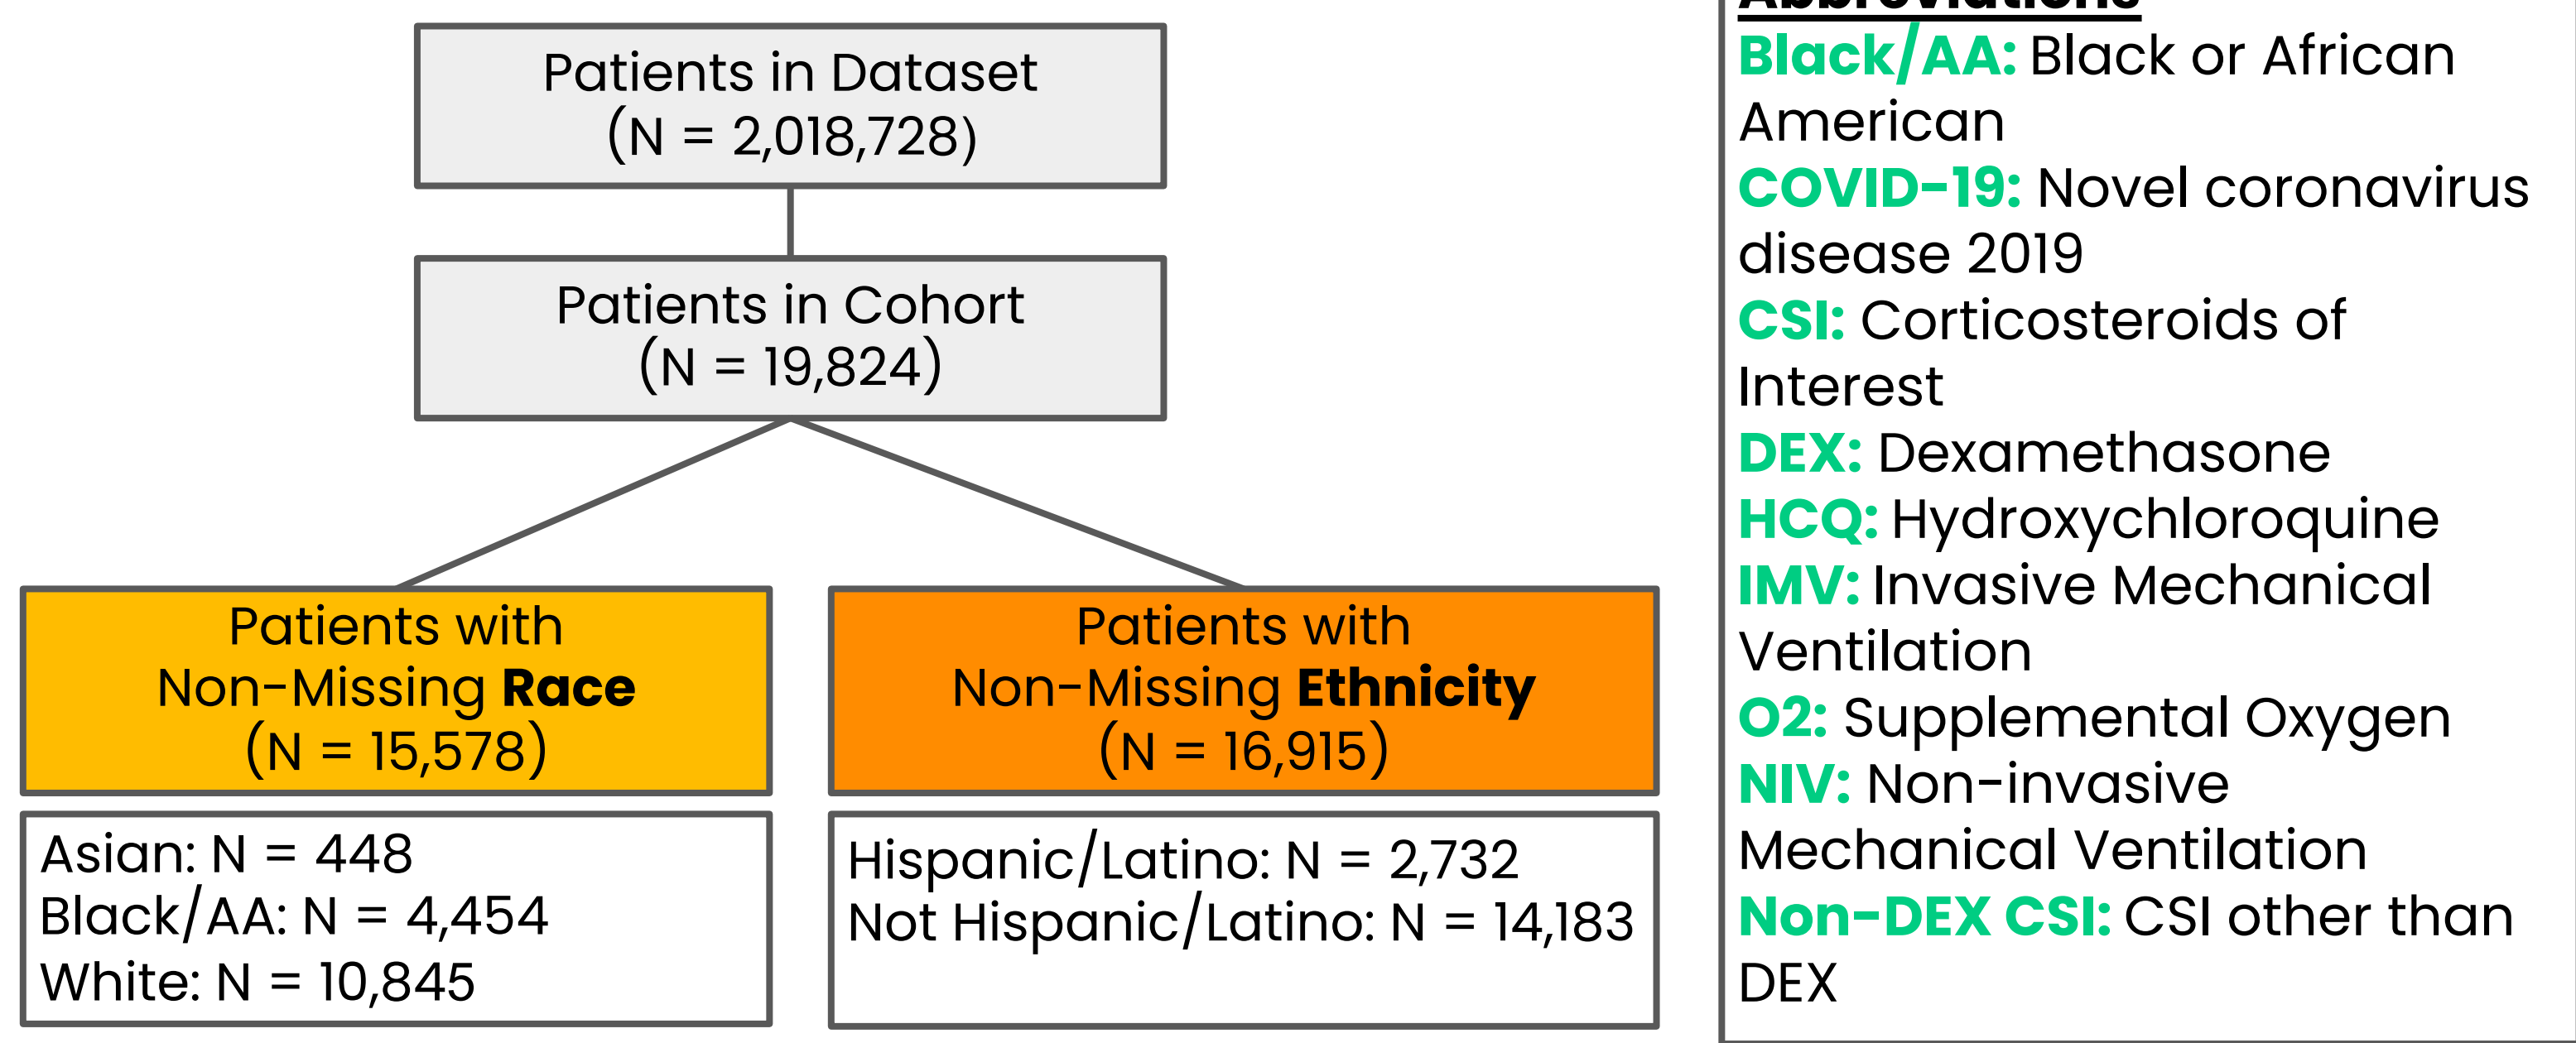 Patients in Dataset
(N = 2,018,728)
Patients in Cohort
(N = 19,824)
Patients with
Non-Missing Race
(N = 15,578)
Asian: N = 448
Black/AA: N = 4,454
White: N = 10,845
Patients with
Non-Missing Ethnicity
(N = 16,915)
Hispanic/Latino: N = 2,732
Not Hispanic/Latino: N = 14,183
Abbreviations
Black/AA: Black or African
American
COVID-19: Novel coronavirus
disease 2019
CSI: Corticosteroids of
Interest
DEX: Dexamethasone
HCQ: Hydroxychloroquine
IMV: Invasive Mechanical
Ventilation
O2: Supplemental Oxygen
NIV: Non-invasive
Mechanical Ventilation
Non-DEX CSI: CSI other than
DEX